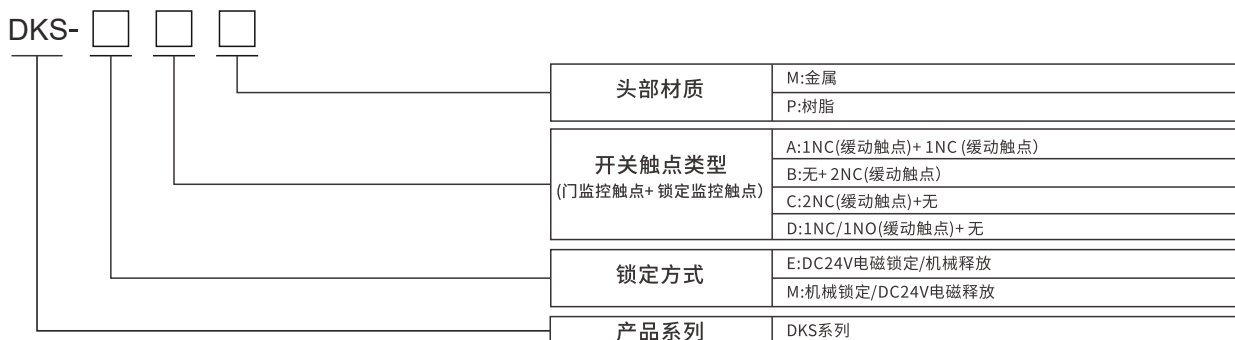 DKS- □ □ □
头部材质
M:金属
P:树脂
开关触点类型
(门监控触点+ 锁定监控触点)
A:1NC(缓动触点)+ 1NC (缓动触点)
B:无+ 2NC(缓动触点)
C:2NC(缓动触点)+无
D:1NC/1NO(缓动触点)+ 无
锁定方式
E:DC24V电磁锁定/机械释放
M:机械锁定/DC24V电磁释放
产品系列
DKS系列